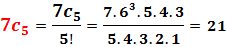 7c₅ = 7c₅/5! = 7.6³.5.4.3/5.4.3.2.1 = 21